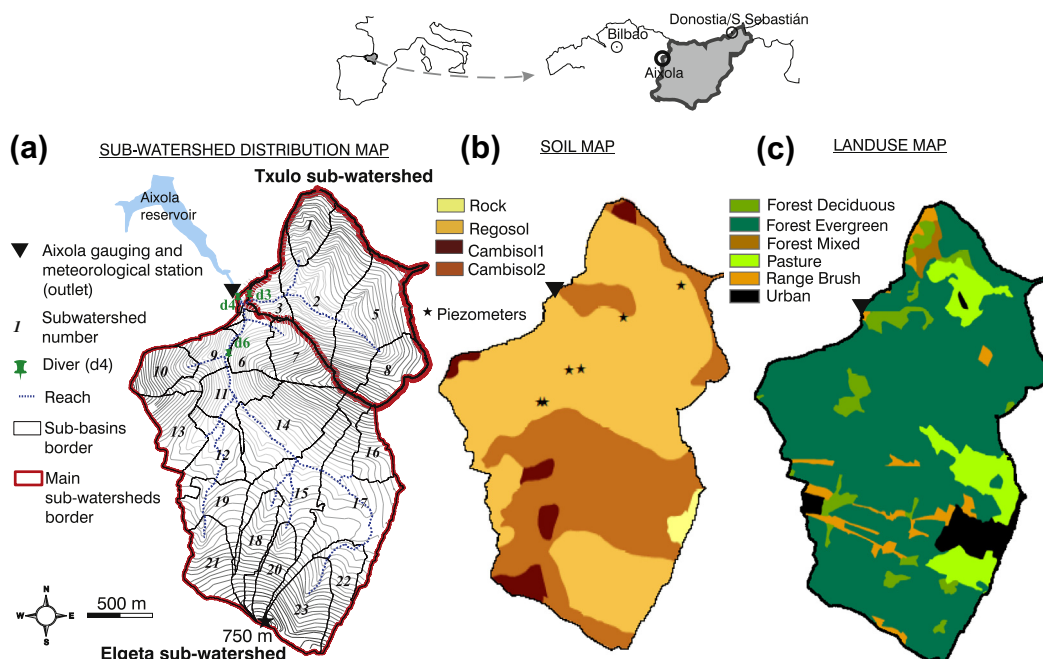 Donostia/S Sebastián
Bilbao
Aixola
(a)
SUB-WATERSHED DISTRIBUTION MAP
Txulo sub-watershed
Aixola
reservoir
Aixola gauging and
meteorological station
(outlet)
1 Subwatershed
number
Diver (d4)
Reach
Sub-basins
border
Main
sub-watersheds
border
N
W E
S
500 m
1
2
d3
d4
3
5
d6
7
9
6
8
10
11
13
14
12
16
15
17
19
18
21
20
22
23
750 m
Elgeta sub-watershed
(b)
SOIL MAP
Rock
Regosol
Cambisol1
Cambisol2
Piezometers
(c)
LANDUSE MAP
Forest Deciduous
Forest Evergreen
Forest Mixed
Pasture
Range Brush
Urban